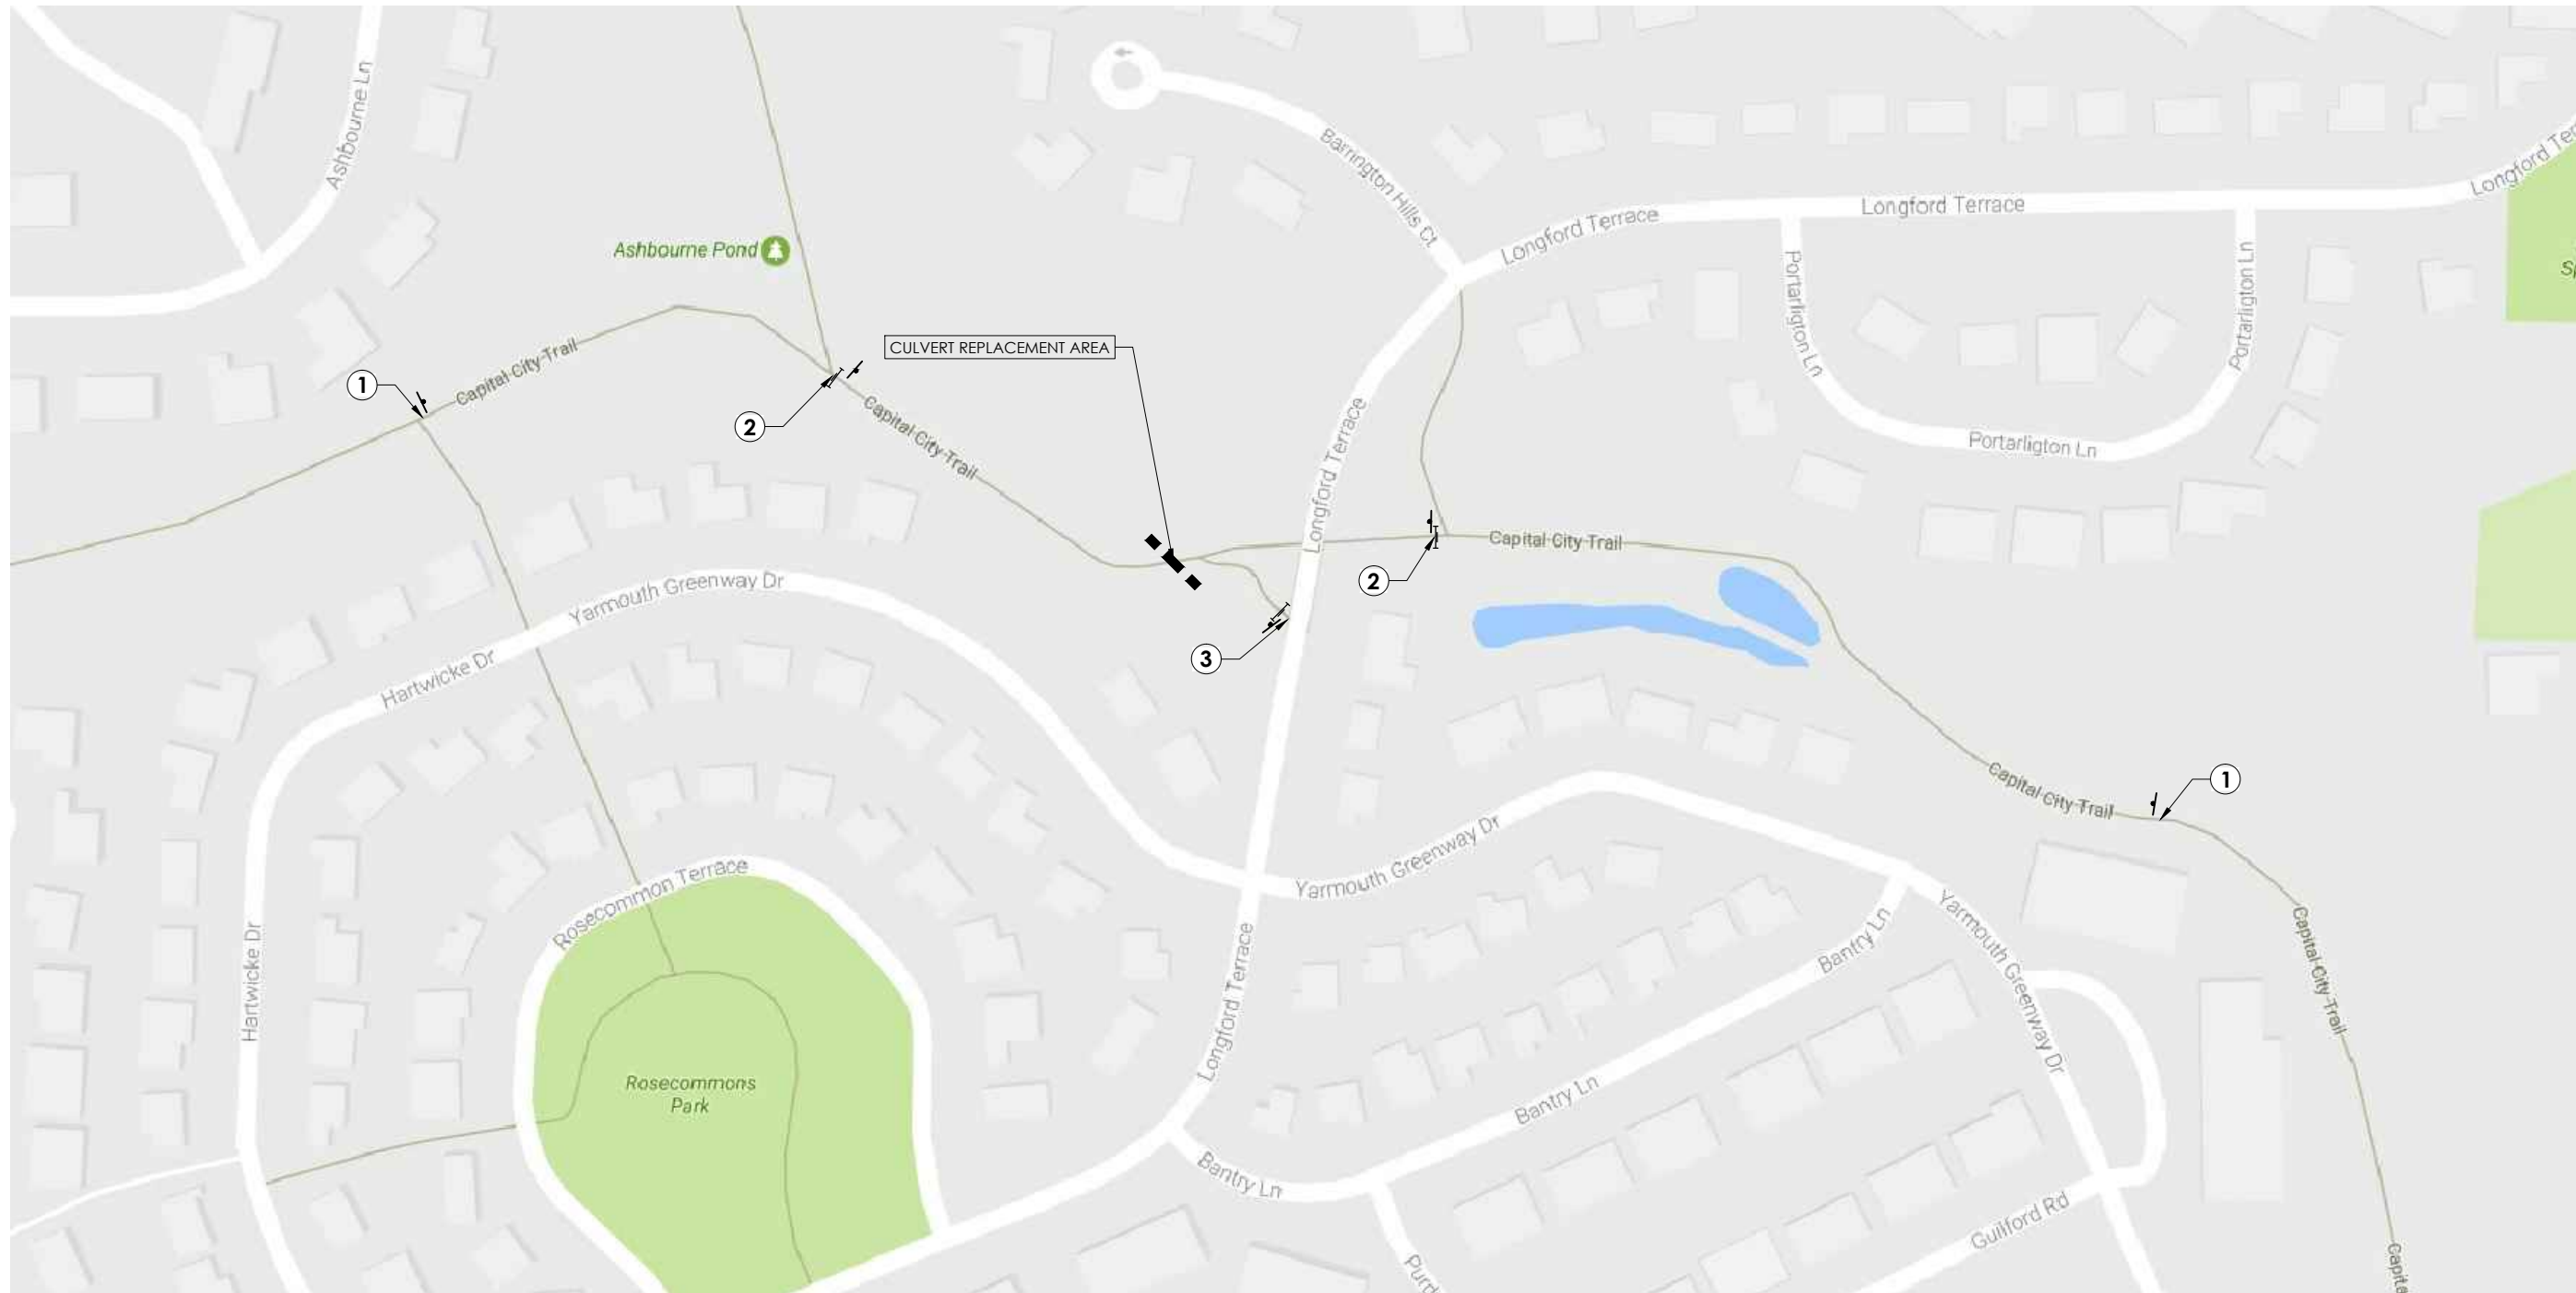 Ashbourne Ln
Barrington Hills Ct
Longford Terrace
Longford Terrace
Ashbourne Pond
Portarligton Ln
Portarligton Ln
CULVERT REPLACEMENT AREA
1
Capital City Trail
2
Capital City Trail
Longford Terrace
Portarligton Ln
Capital City Trail
2
Yarmouth Greenway Dr
3
Hartwicke Dr
Capital City Trail
1
Yarmouth Greenway Dr
Rosecommon Terrace
Yarmouth Greenway Dr
Bantry Ln
Capital City Trail
Hartwicke Dr
Longford Terrace
Rosecommons
Park
Bantry Ln
Bantry Ln
Guilford Rd